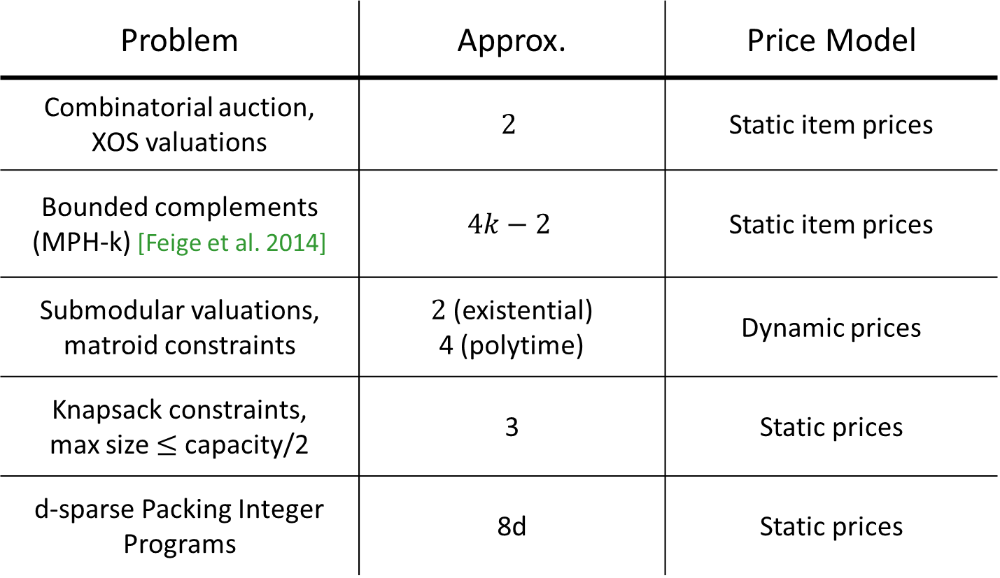 Problem
Approx.
Price Model
Combinatorial auction,
XOS valuations
2
Static item prices
Bounded complements
(MPH-k) [Feige et al. 2014]
4k − 2
Static item prices
Submodular valuations,
matroid constraints
2 (existential)
4 (polytime)
Dynamic prices
Knapsack constraints,
max size ≤ capacity/2
3
Static prices
d-sparse Packing Integer
Programs
8d
Static prices